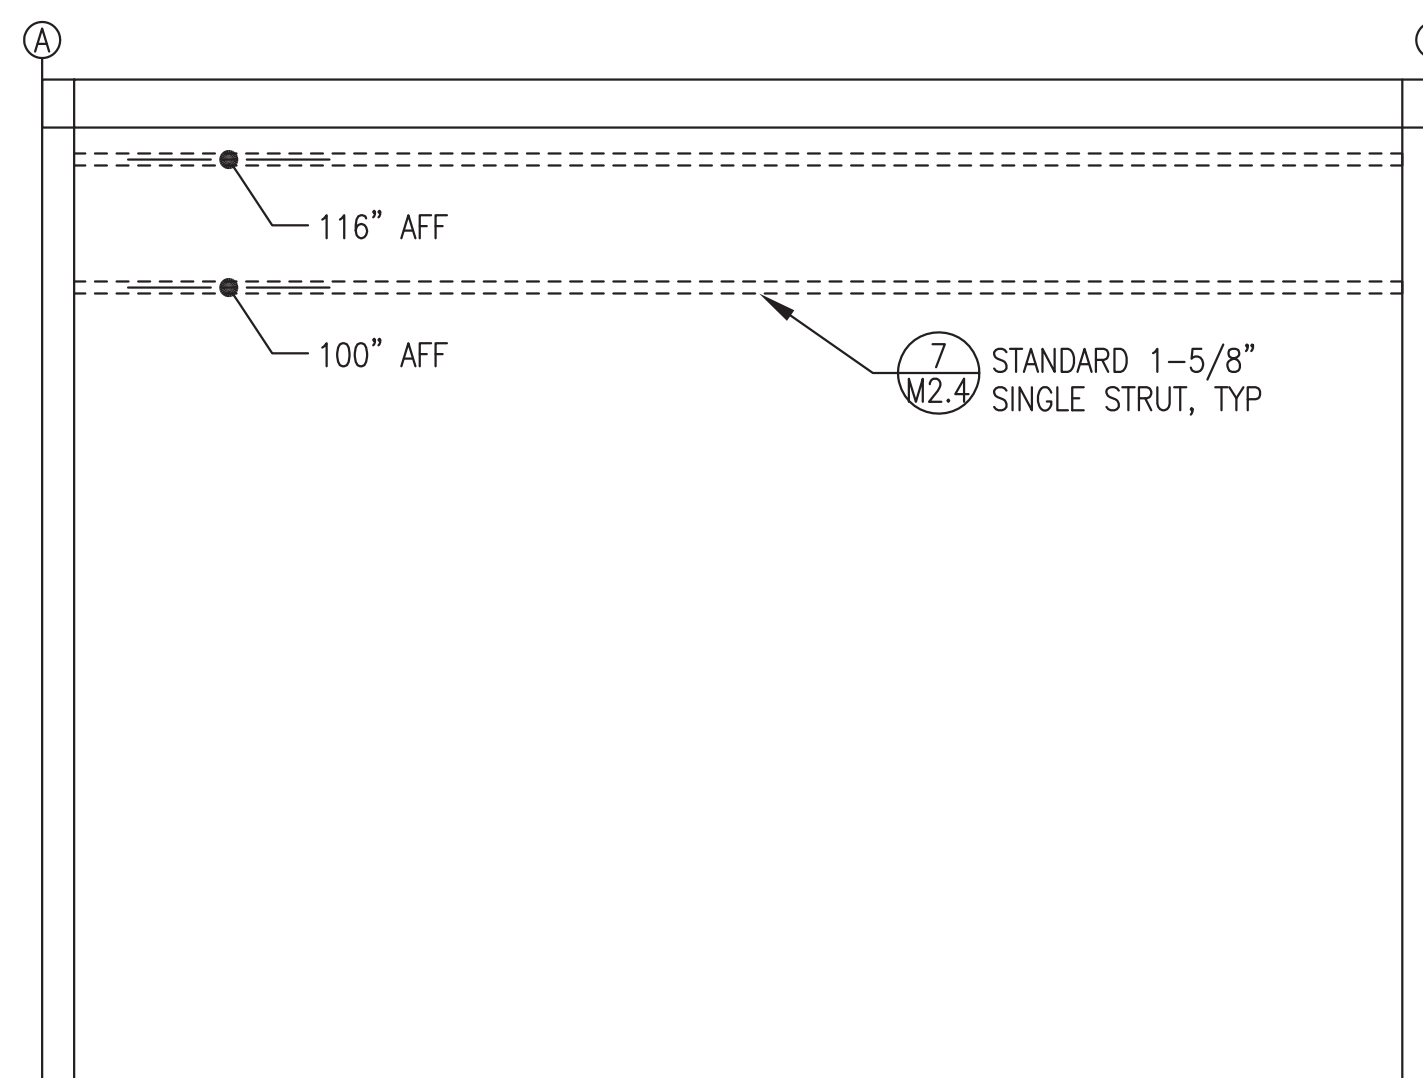 A
116” AFF
100” AFF
7
M2.4
STANDARD 1-5/8”
SINGLE STRUT, TYP